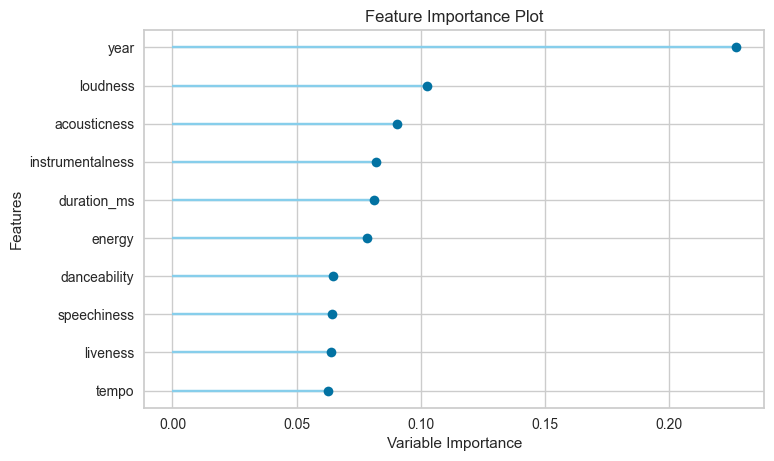 Feature Importance Plot
year
loudness
acousticness
instrumentalness
duration_ms
energy
danceability
speechiness
liveness
tempo
Features
0.00 0.05 0.10 0.15 0.20
Variable Importance